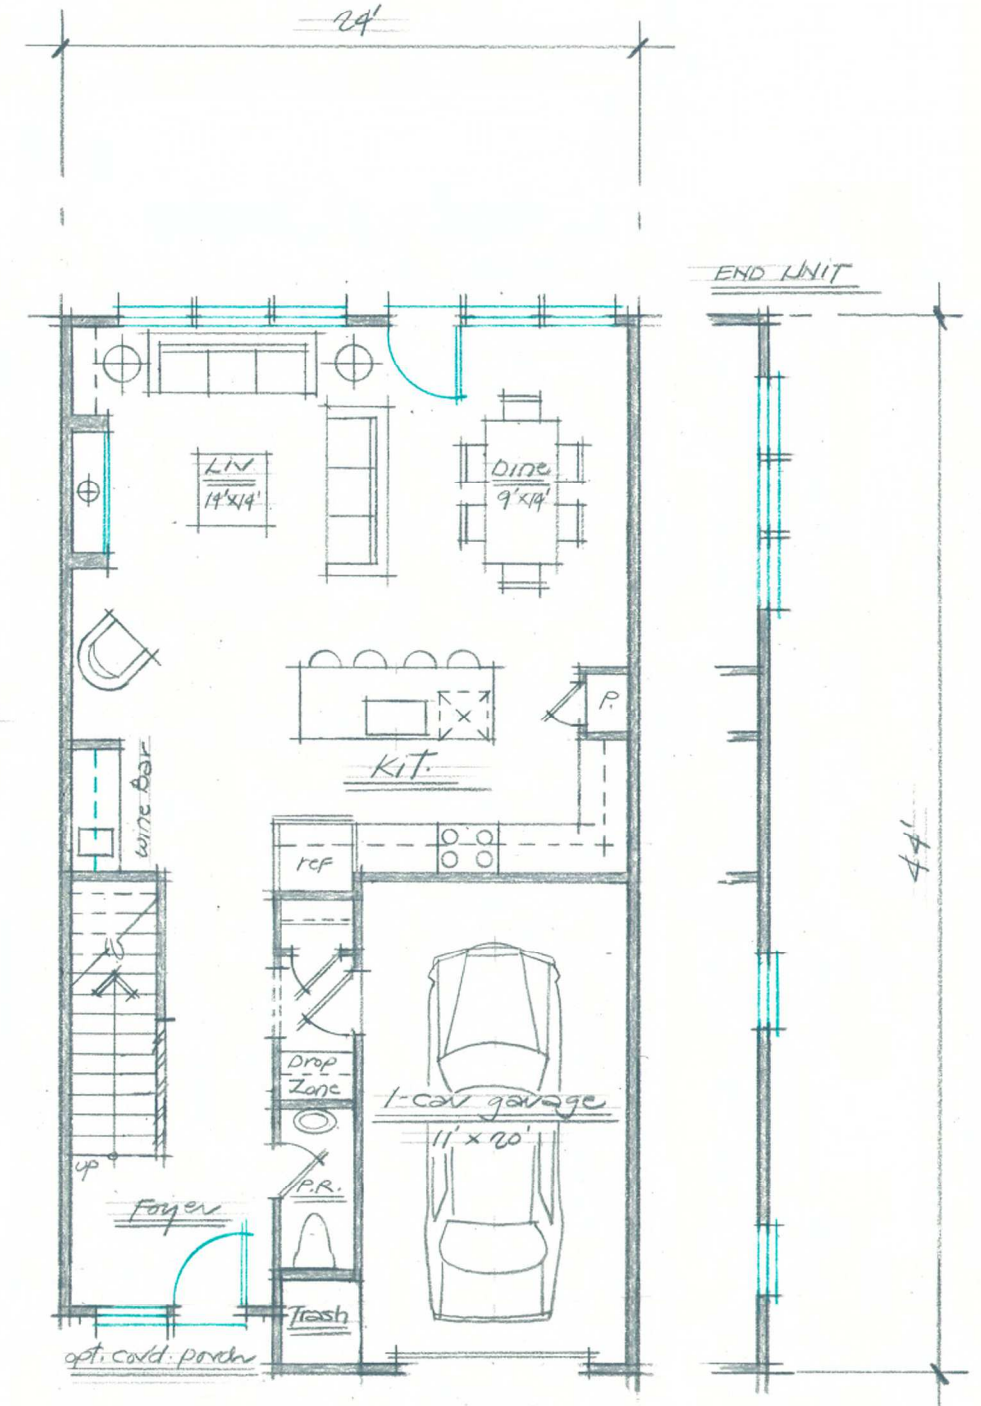 24'
END UNIT
LIV
14'x14'
Dine
9'x14'
P.
KIT.
wine Bar
44'
ref
Drop
Zone
1-car garage
11' x 20'
up
P.R.
Foyer
Trash
opt. cov'd. porch